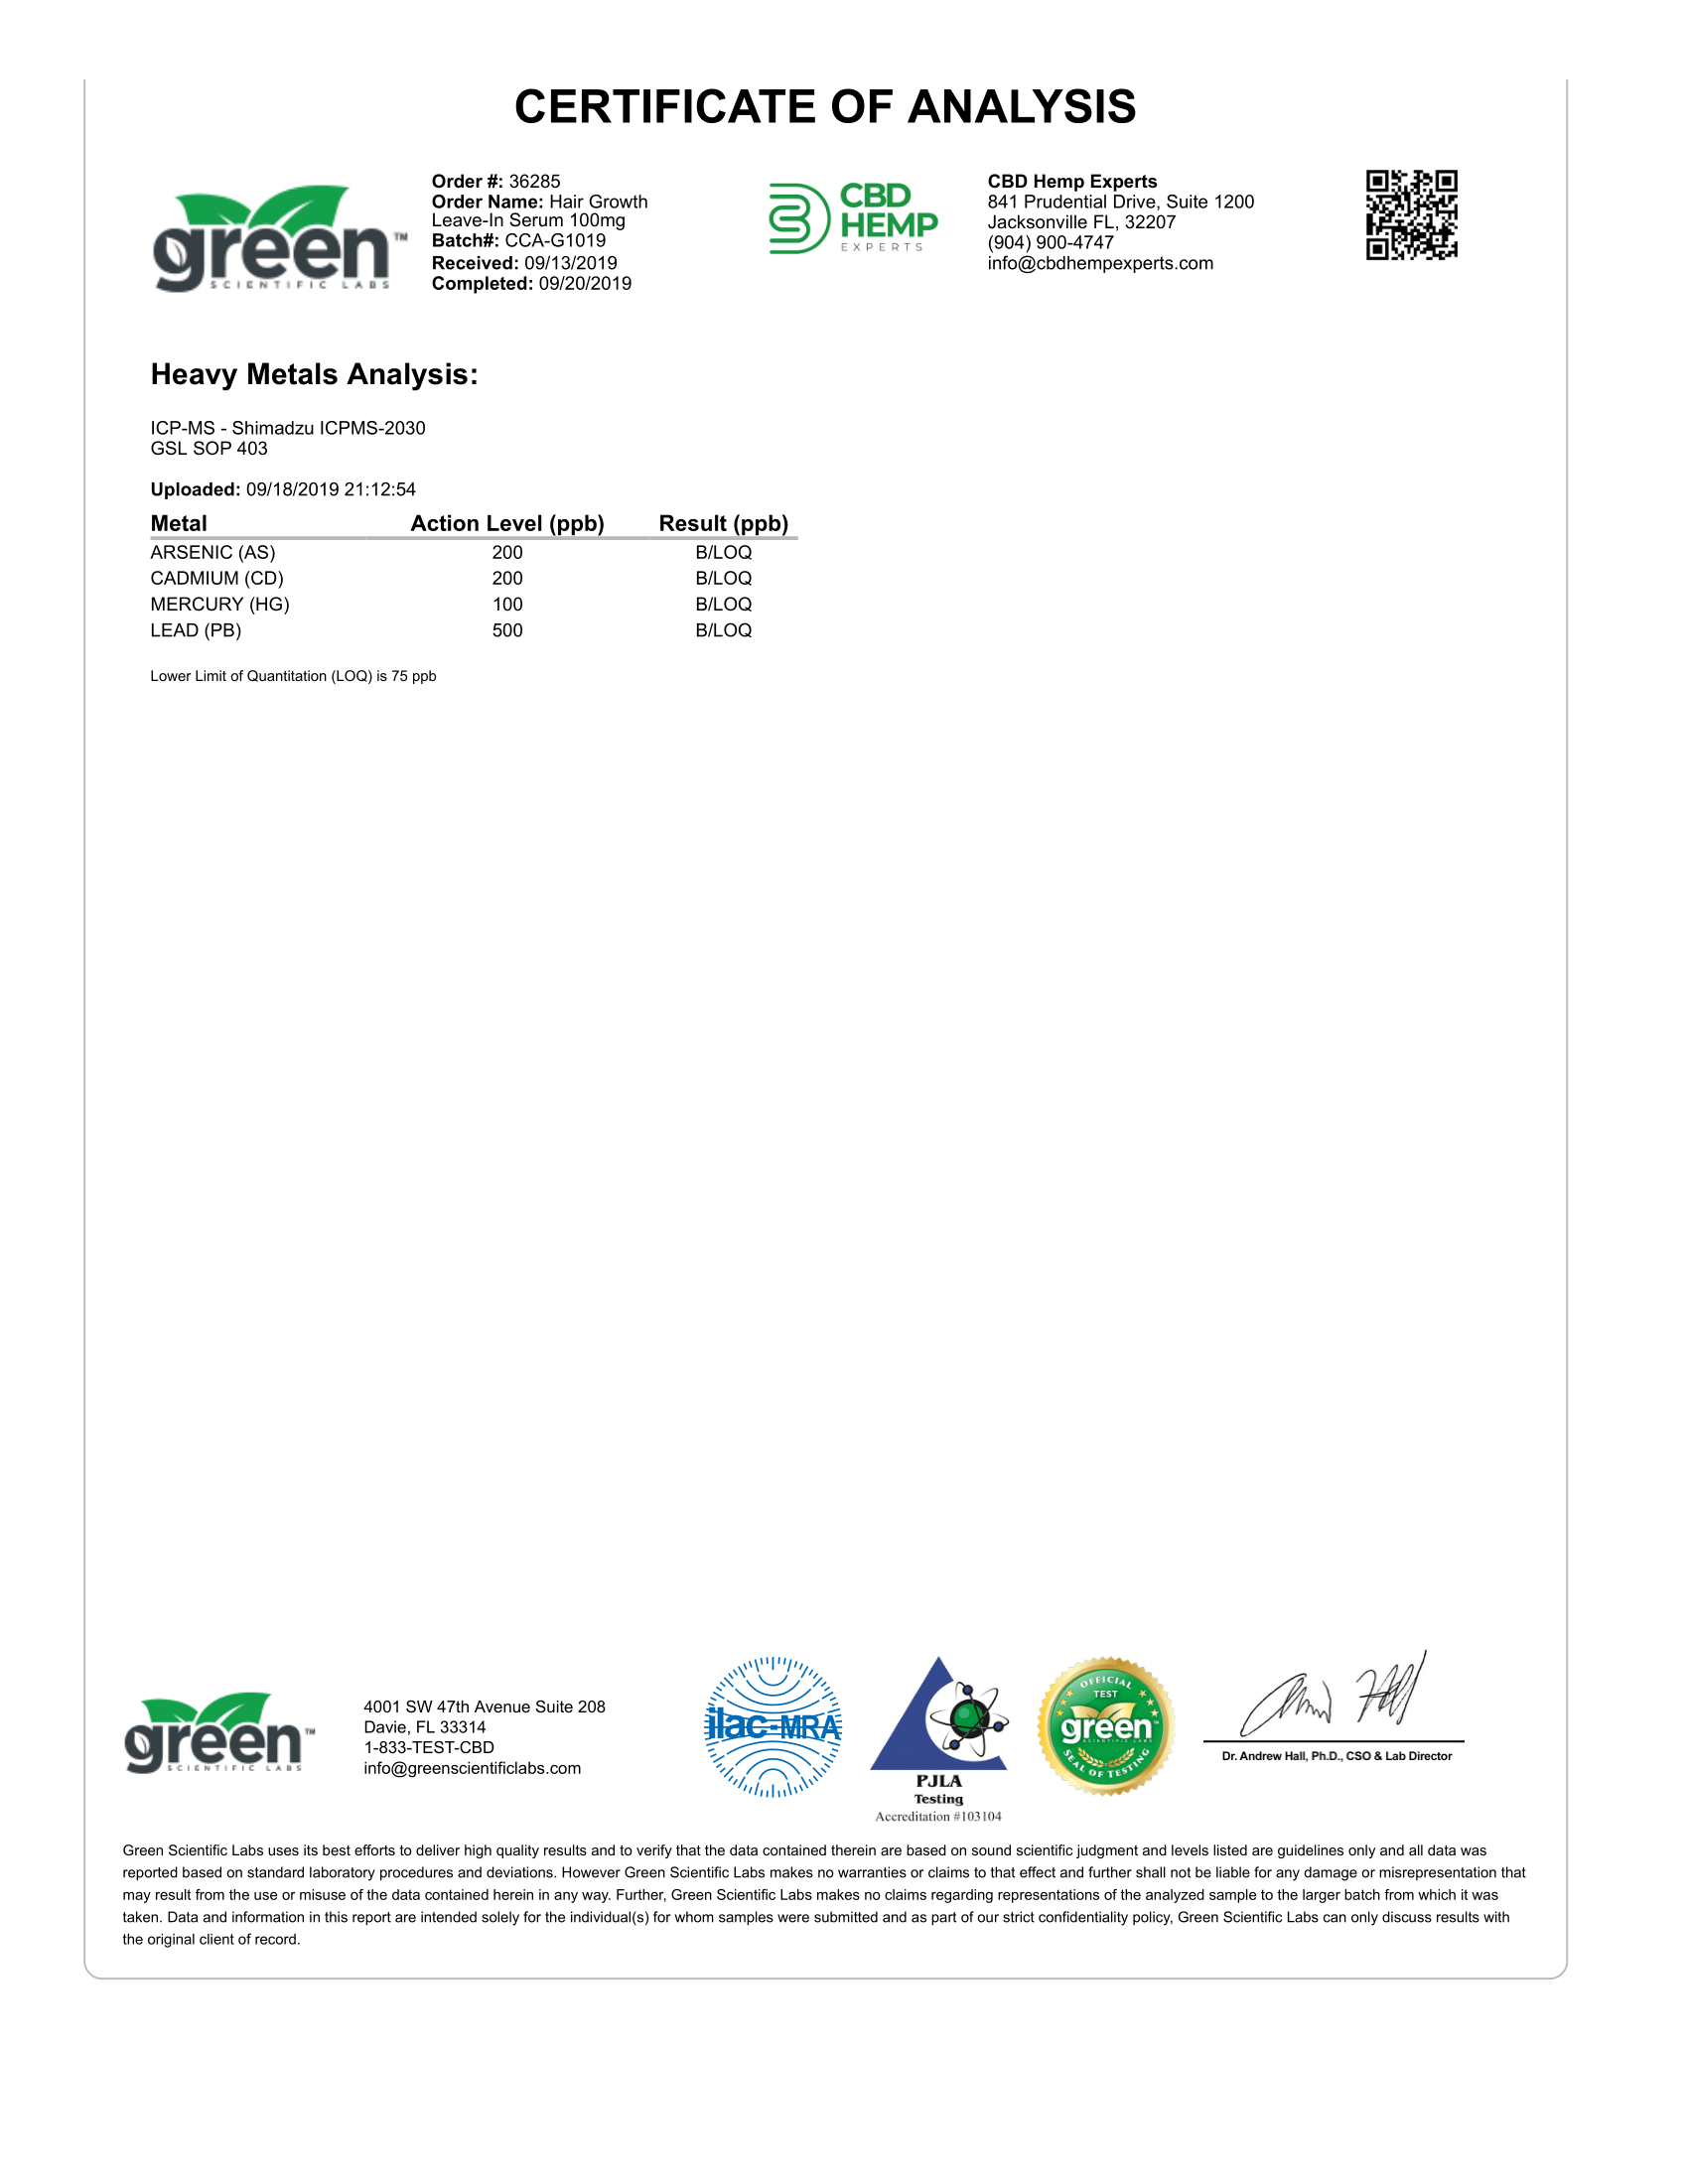 CERTIFICATE OF ANALYSIS
green™
SCIENTIFIC LABS
Order #: 36285
Order Name: Hair Growth
Leave-In Serum 100mg
Batch#: CCA-G1019
Received: 09/13/2019
Completed: 09/20/2019
CBD
HEMP
EXPERTS
CBD Hemp Experts
841 Prudential Drive, Suite 1200
Jacksonville FL, 32207
(904) 900-4747
info@cbdhempexperts.com
Heavy Metals Analysis:
ICP-MS - Shimadzu ICPMS-2030
GSL SOP 403
Uploaded: 09/18/2019 21:12:54
Metal Action Level (ppb) Result (ppb)
ARSENIC (AS) 200 B/LOQ
CADMIUM (CD) 200 B/LOQ
MERCURY (HG) 100 B/LOQ
LEAD (PB) 500 B/LOQ
Lower Limit of Quantitation (LOQ) is 75 ppb
green™
SCIENTIFIC LABS
4001 SW 47th Avenue Suite 208
Davie, FL 33314
1-833-TEST-CBD
info@greenscientificlabs.com
ilac-MRA
PJLA
Testing
Accreditation #103104
OFFICIAL
TEST
green™
SCIENTIFIC LABS
SEAL OF TESTING
Dr. Andrew Hall, Ph.D., CSO & Lab Director
Green Scientific Labs uses its best efforts to deliver high quality results and to verify that the data contained therein are based on sound scientific judgment and levels listed are guidelines only and all data was
reported based on standard laboratory procedures and deviations. However Green Scientific Labs makes no warranties or claims to that effect and further shall not be liable for any damage or misrepresentation that
may result from the use or misuse of the data contained herein in any way. Further, Green Scientific Labs makes no claims regarding representations of the analyzed sample to the larger batch from which it was
taken. Data and information in this report are intended solely for the individual(s) for whom samples were submitted and as part of our strict confidentiality policy, Green Scientific Labs can only discuss results with
the original client of record.